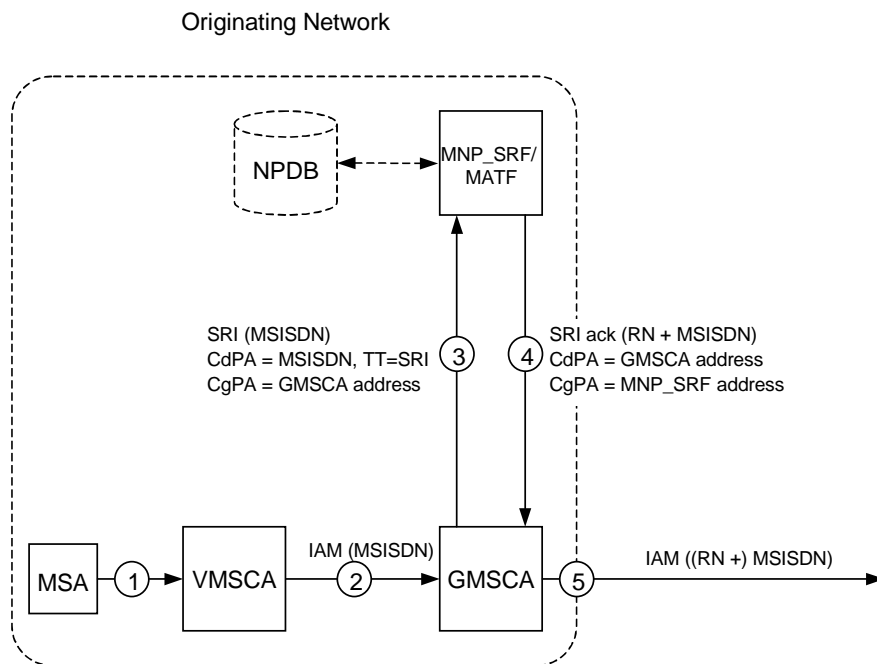 Originating Network
NPDB
MNP_SRF/
MATF
SRI (MSISDN)
CdPA = MSISDN, TT=SRI
CgPA = GMSCA address
3
4
SRI ack (RN + MSISDN)
CdPA = GMSCA address
CgPA = MNP_SRF address
MSA
1
VMSCA
IAM (MSISDN)
2
GMSCA
5
IAM ((RN +) MSISDN)